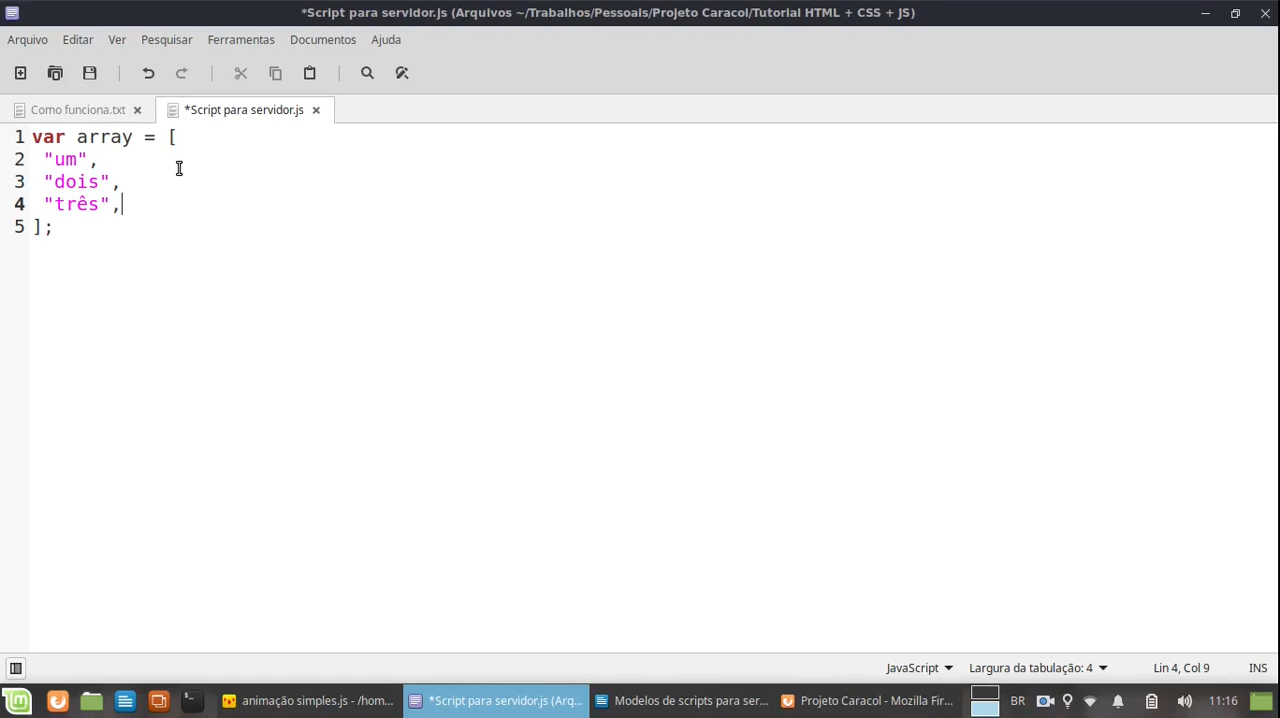 *Script para servidor.js (Arquivos ~/Trabalhos/Pessoais/Projeto Caracol/Tutorial HTML + CSS + JS)
Arquivo Editar Ver Pesquisar Ferramentas Documentos Ajuda
Como funciona.txt *Script para servidor.js
1 var array = [
2 "um",
3 "dois",
4 "três",
5 ];
JavaScript Largura da tabulação: 4 Lin 4, Col 9 INS
animação simples.js - /hom... *Script para servidor.js (Arq... Modelos de scripts para ser... Projeto Caracol - Mozilla Fir... BR 11:16